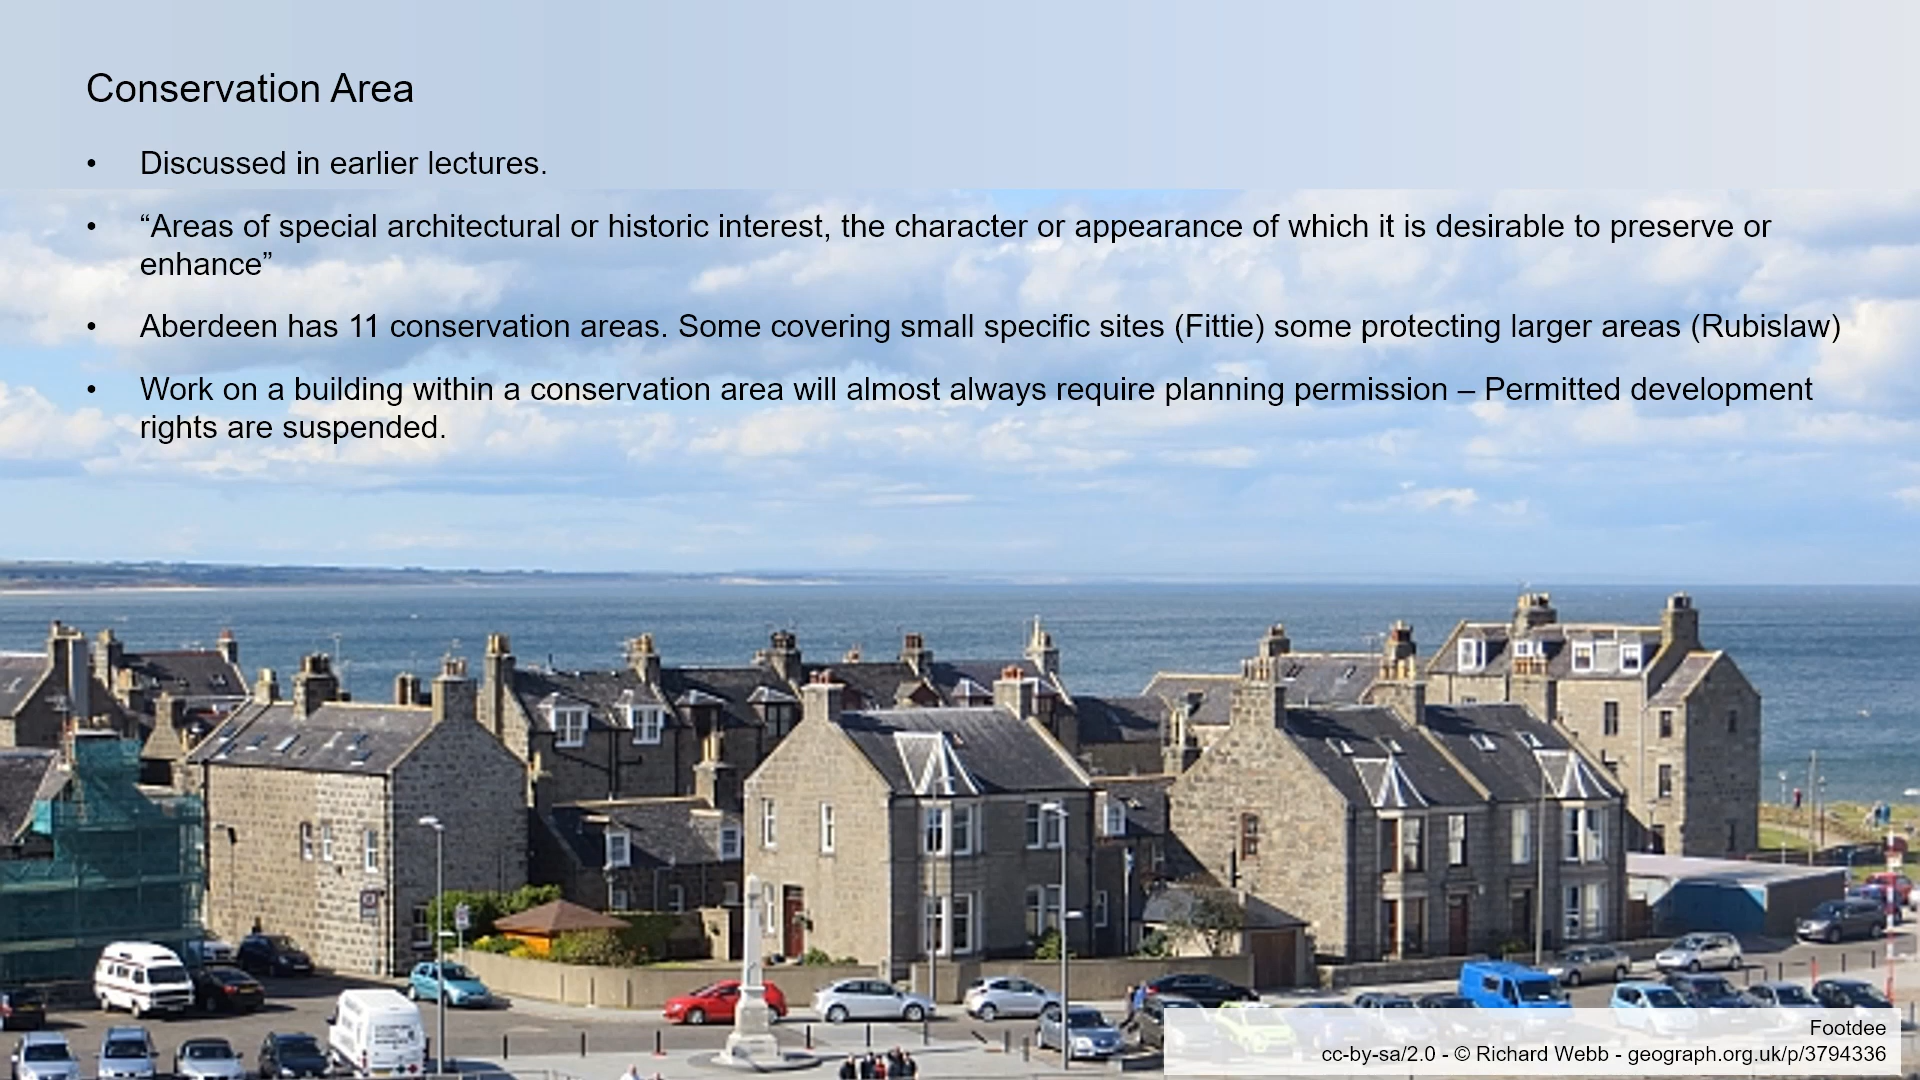 Conservation Area
• Discussed in earlier lectures.
• “Areas of special architectural or historic interest, the character or appearance of which it is desirable to preserve or
enhance”
• Aberdeen has 11 conservation areas. Some covering small specific sites (Fittie) some protecting larger areas (Rubislaw)
• Work on a building within a conservation area will almost always require planning permission – Permitted development
rights are suspended.
Footdee
cc-by-sa/2.0 - © Richard Webb - geograph.org.uk/p/3794336